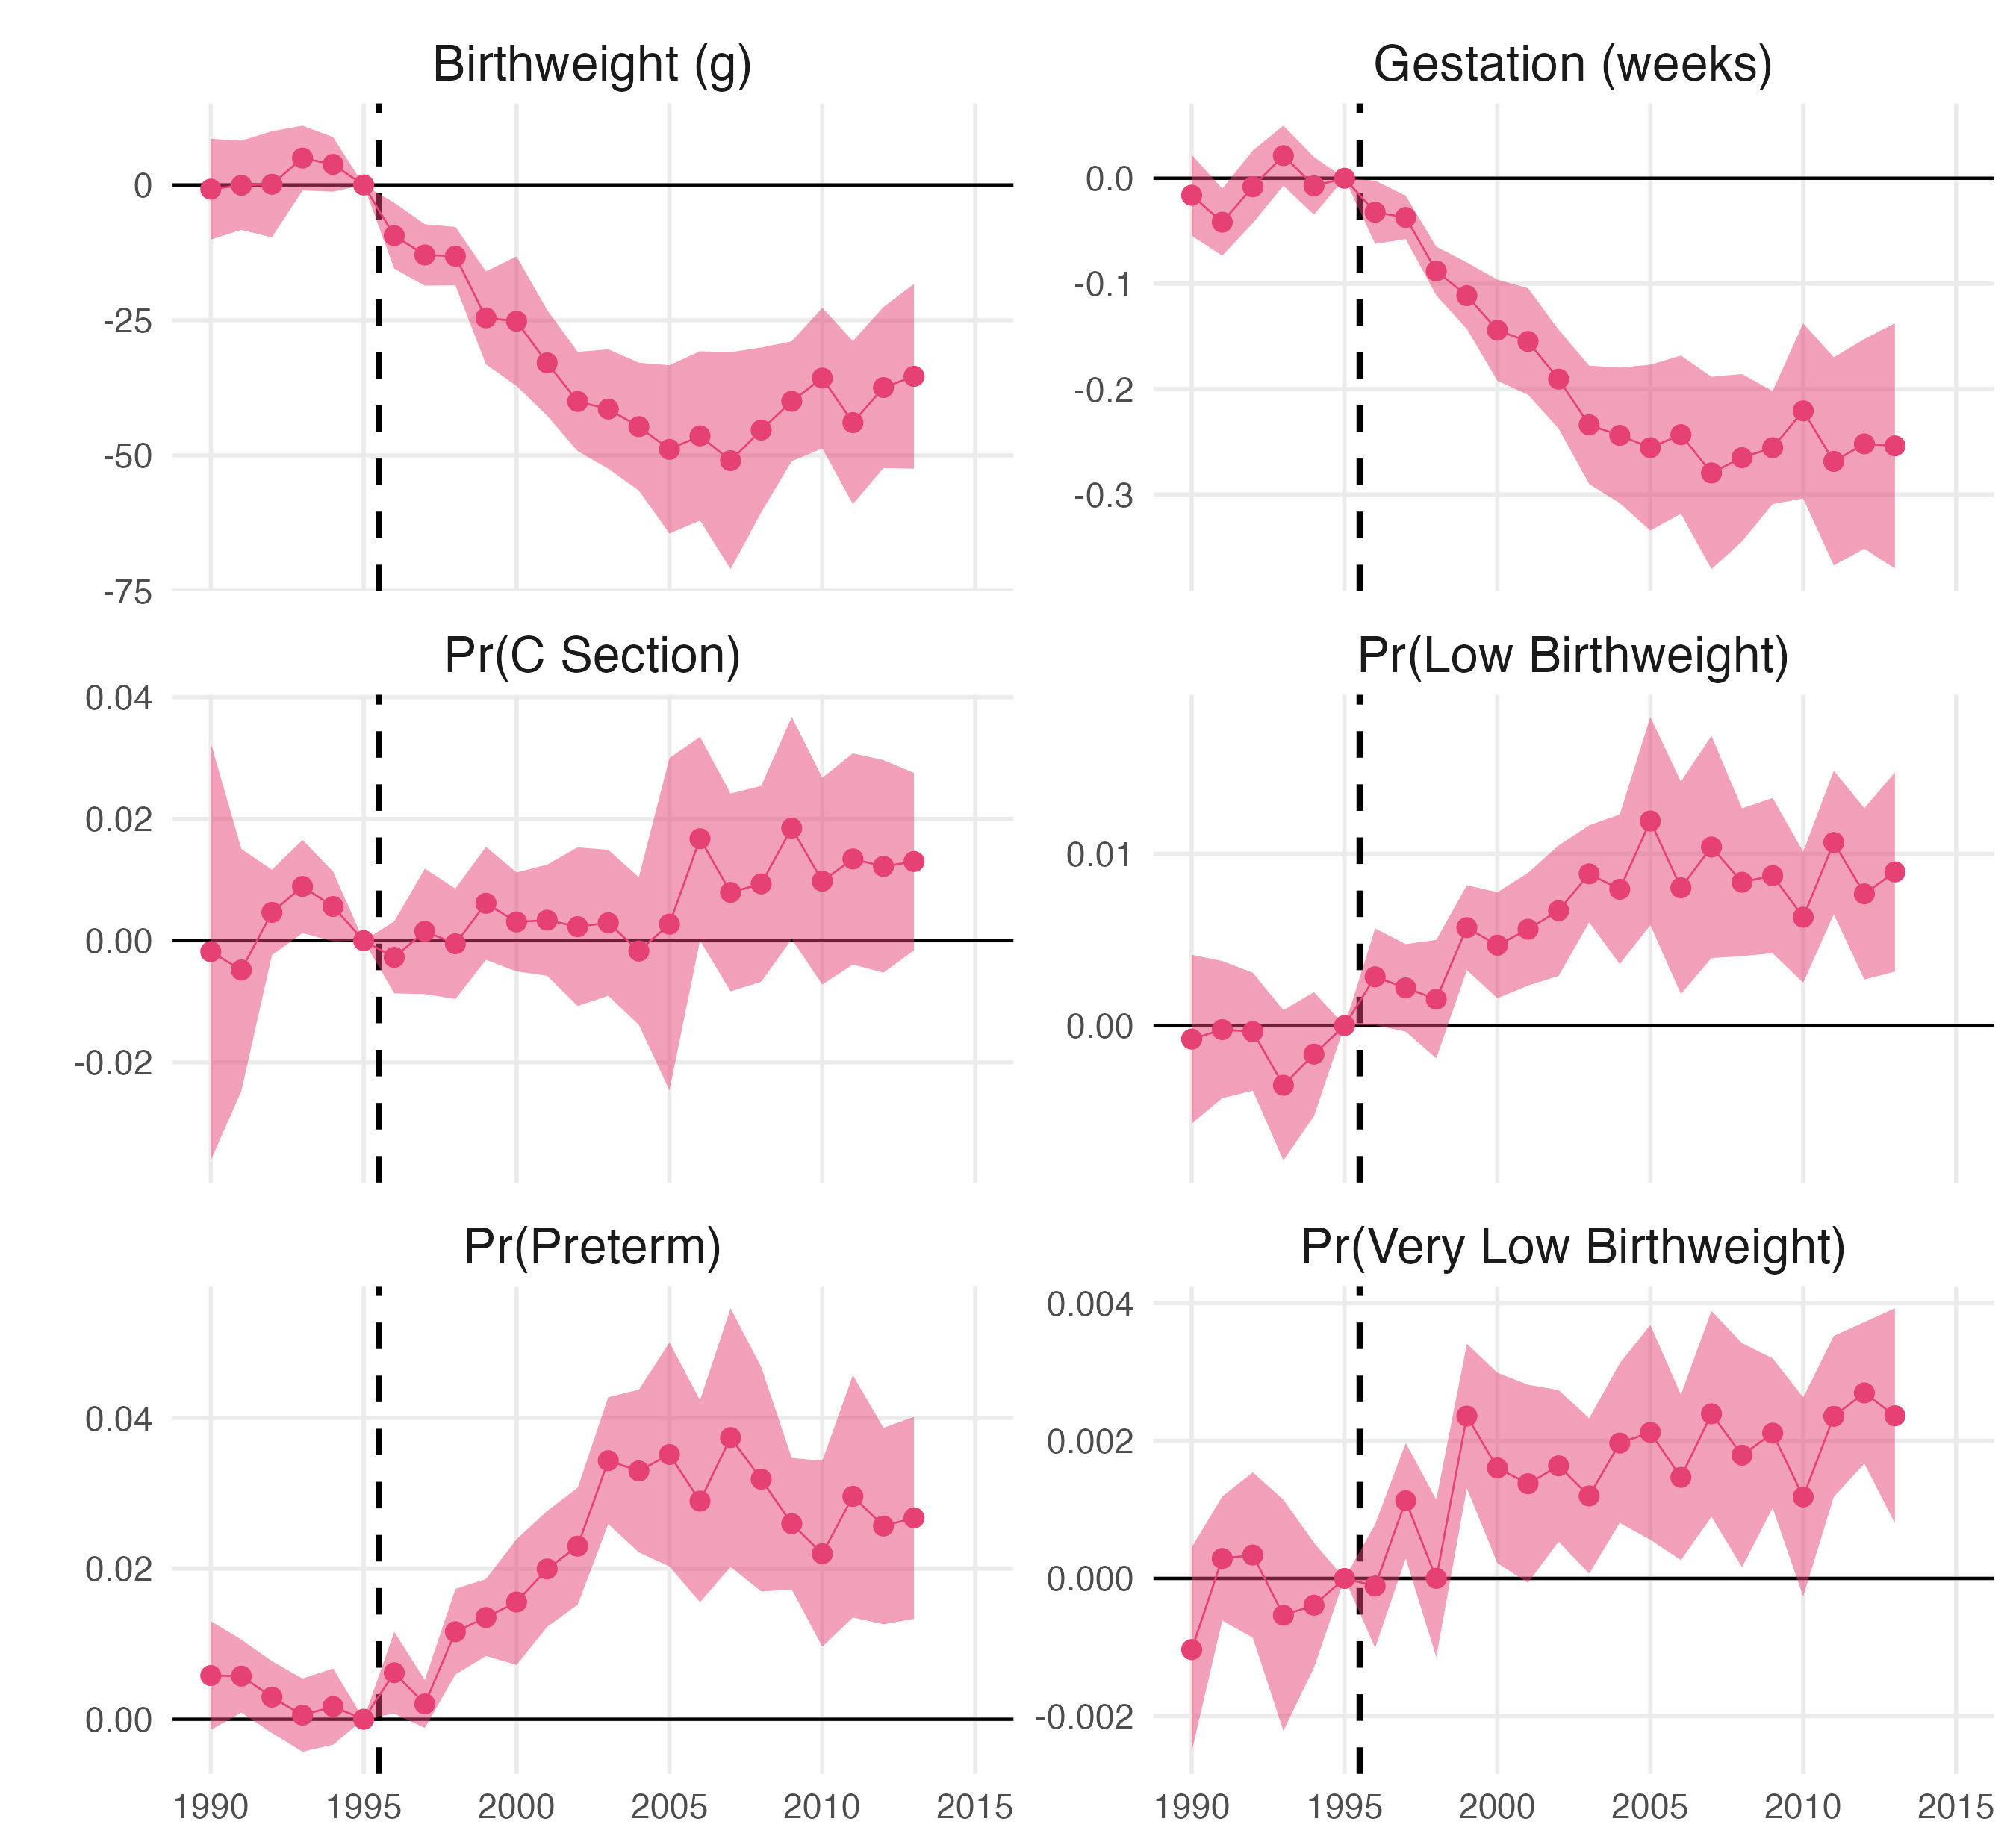 Birthweight (g)
0
-25
-50
-75
Gestation (weeks)
0.0
-0.1
-0.2
-0.3
Pr(C Section)
0.04
0.02
0.00
-0.02
Pr(Low Birthweight)
0.01
0.00
Pr(Preterm)
0.04
0.02
0.00
1990 1995 2000 2005 2010 2015
Pr(Very Low Birthweight)
0.004
0.002
0.000
-0.002
1990 1995 2000 2005 2010 2015